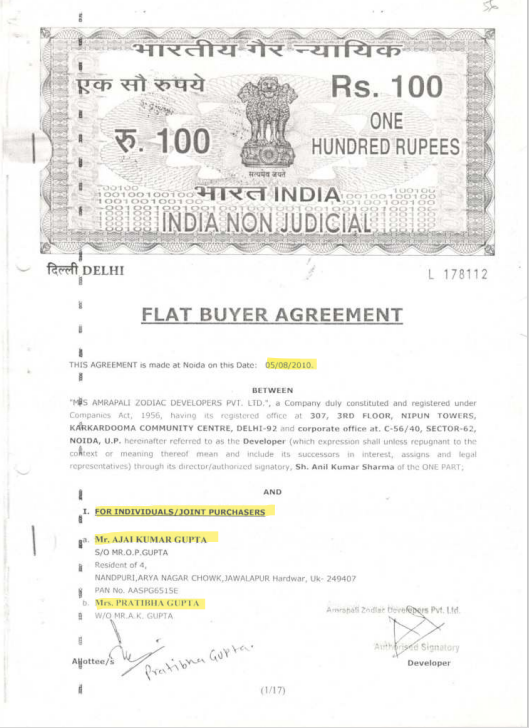 भारतीय गैर न्यायिक
एक सौ रुपये
Rs. 100
रु. 100
ONE
HUNDRED RUPEES
सत्यमेव जयते
भारत INDIA
INDIA NON JUDICIAL
दिल्ली DELHI
L 178112
FLAT BUYER AGREEMENT
THIS AGREEMENT is made at Noida on this Date: 05/08/2010.
BETWEEN
"M/S AMRAPALI ZODIAC DEVELOPERS PVT. LTD.", a Company duly constituted and registered under
Companies Act, 1956, having its registered office at 307, 3RD FLOOR, NIPUN TOWERS,
KARKARDOOMA COMMUNITY CENTRE, DELHI-92 and corporate office at. C-56/40, SECTOR-62,
NOIDA, U.P. hereinafter referred to as the Developer (which expression shall unless repugnant to the
context or meaning thereof mean and include its successors in interest, assigns and legal
representatives) through its director/authorized signatory, Sh. Anil Kumar Sharma of the ONE PART;
AND
I. FOR INDIVIDUALS/JOINT PURCHASERS
a. Mr. AJAI KUMAR GUPTA
S/O MR.O.P.GUPTA
Resident of 4,
NANDPURI,ARYA NAGAR CHOWK,JAWALAPUR Hardwar, Uk- 249407
PAN No. AASPG6515E
b. Mrs. PRATIBHA GUPTA
W/O MR.A.K. GUPTA
Amrapali Zodiac Developers Pvt. Ltd.
Authorised Signatory
Allottee/s
Pratibha Gupta.
Developer
(1/17)